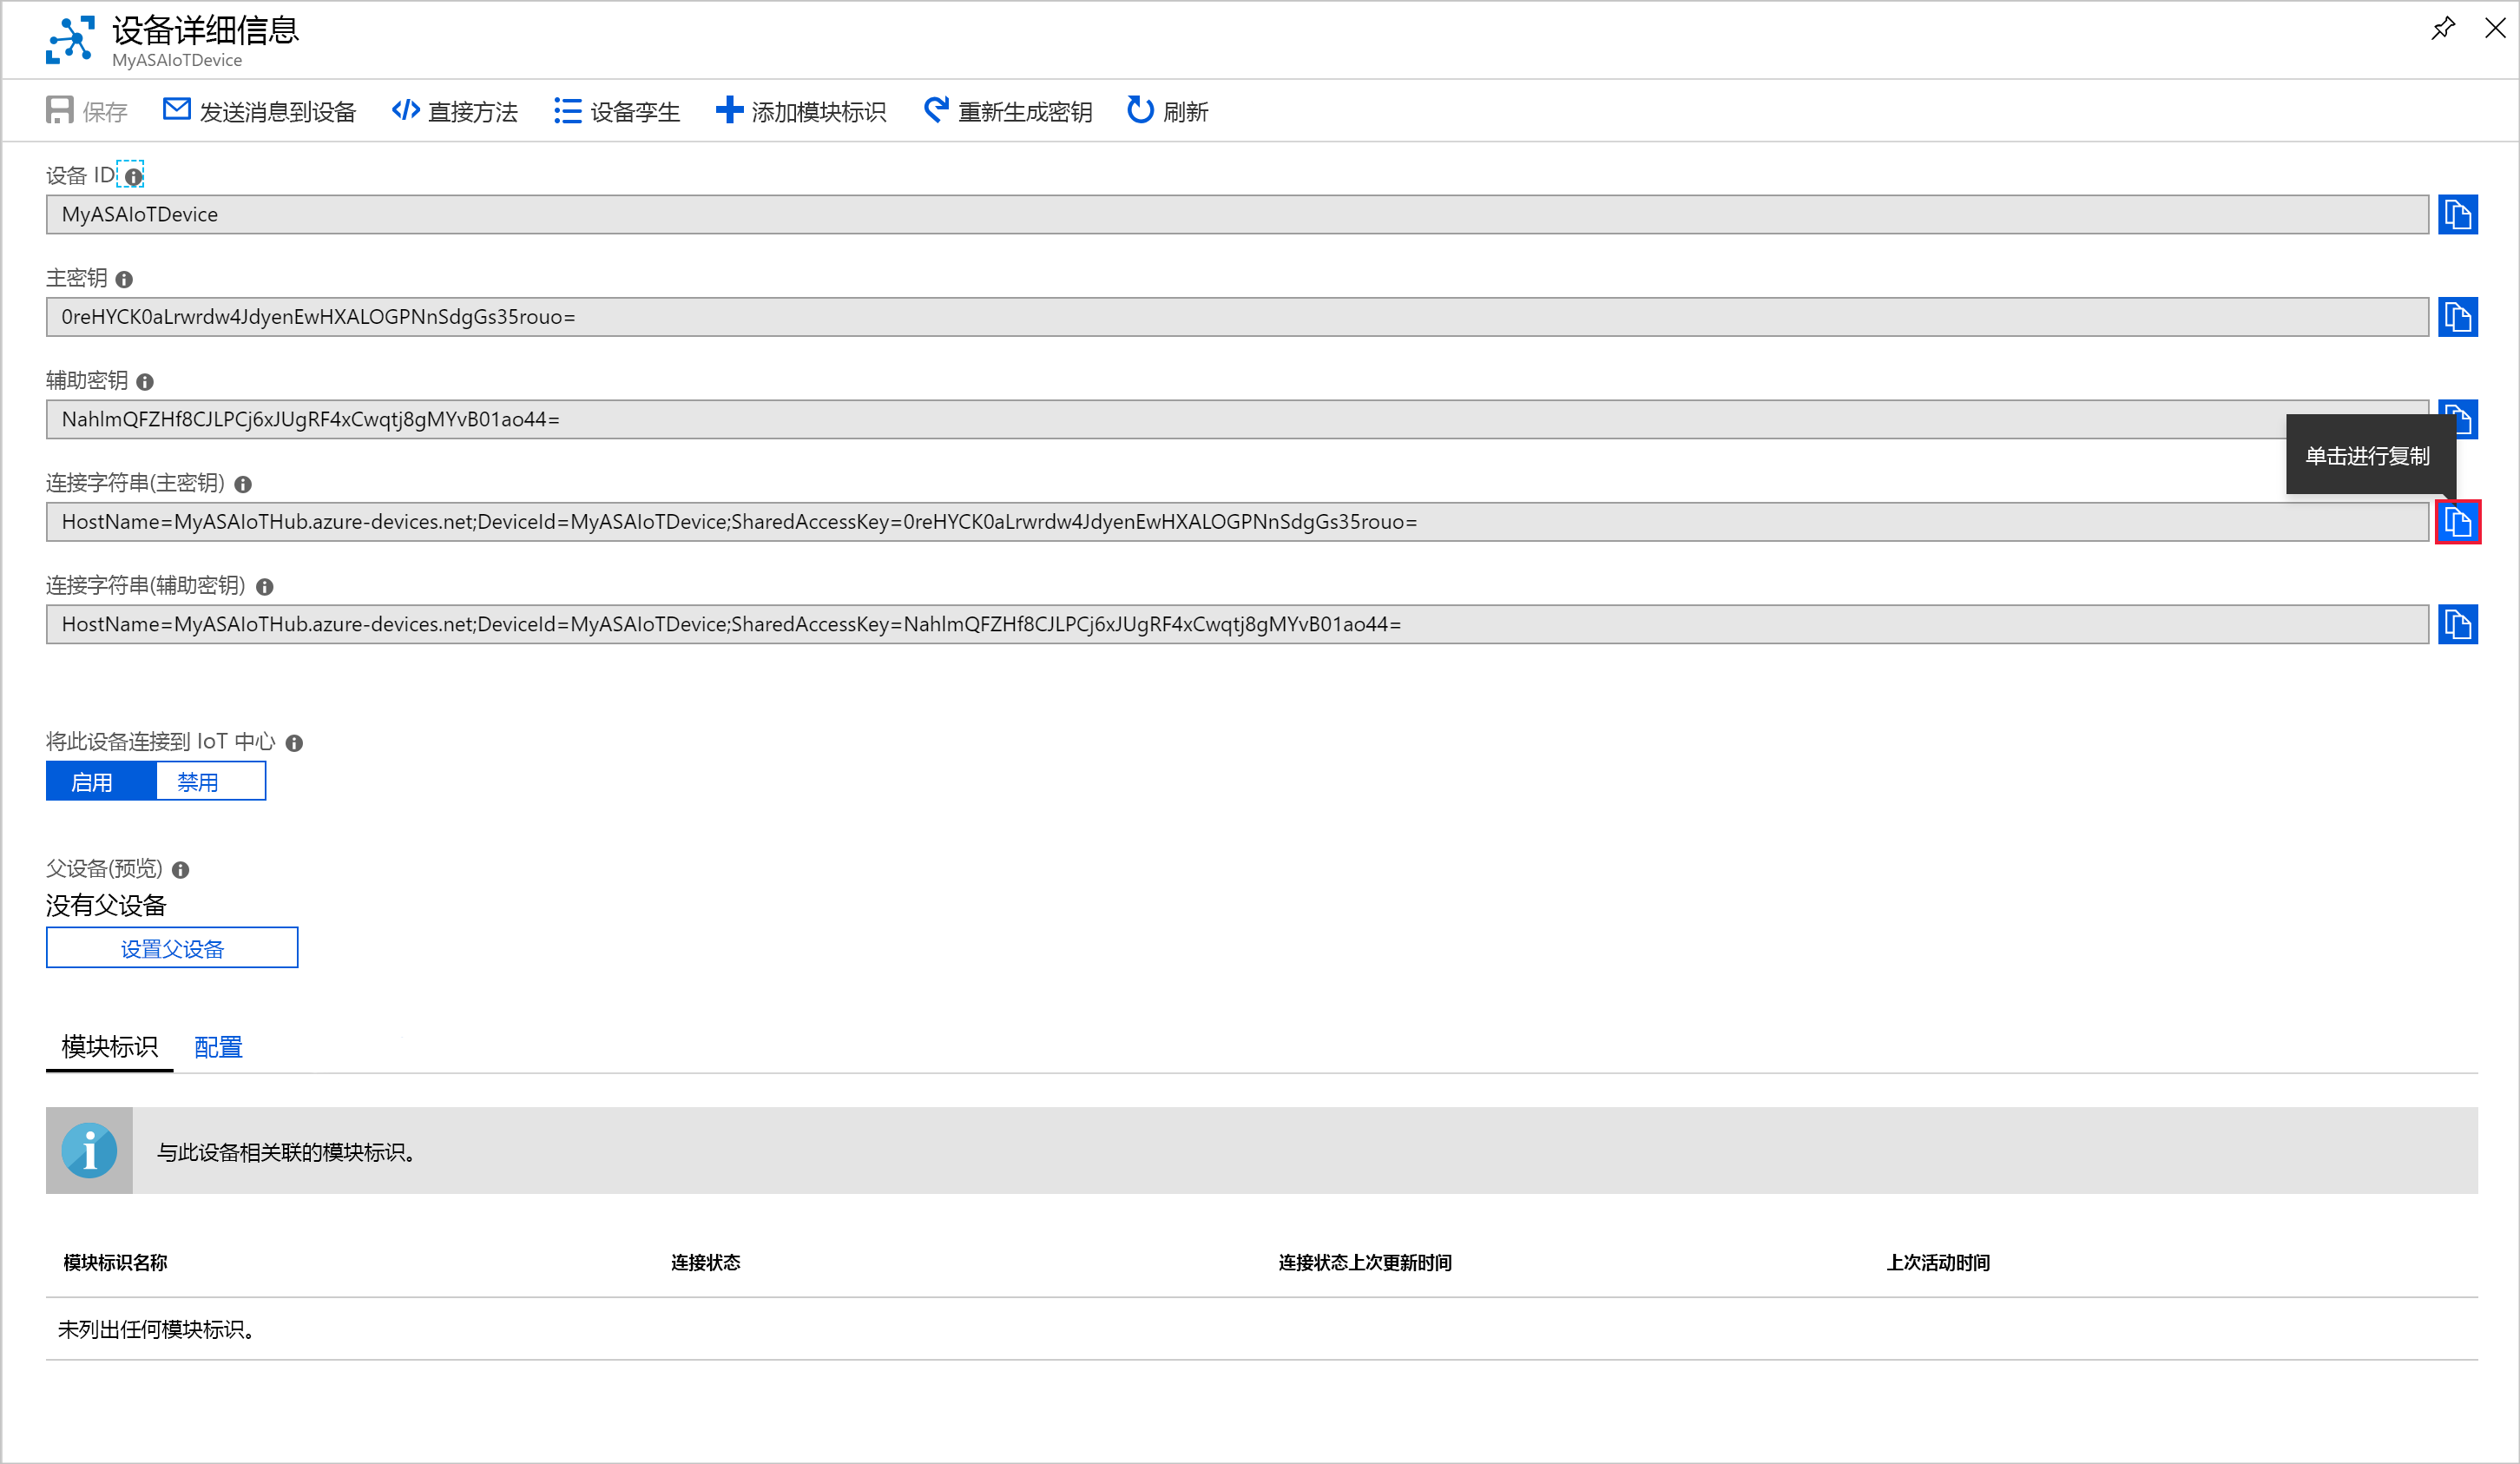 设备详细信息
MyASAIoTDevice
保存 发送消息到设备 直接方法 设备孪生 添加模块标识 重新生成密钥 刷新
设备 ID
MyASAIoTDevice
主密钥
0reHYCK0aLrwrdw4JdyenEwHXALOGPNnSdgGs35rouo=
辅助密钥
NahlmQFZHf8CJLPCj6xJUgRF4xCwqtj8gMYvB01ao44=
单击进行复制
连接字符串(主密钥)
HostName=MyASAIoTHub.azure-devices.net;DeviceId=MyASAIoTDevice;SharedAccessKey=0reHYCK0aLrwrdw4JdyenEwHXALOGPNnSdgGs35rouo=
连接字符串(辅助密钥)
HostName=MyASAIoTHub.azure-devices.net;DeviceId=MyASAIoTDevice;SharedAccessKey=NahlmQFZHf8CJLPCj6xJUgRF4xCwqtj8gMYvB01ao44=
将此设备连接到 IoT 中心
启用 禁用
父设备(预览)
没有父设备
设置父设备
模块标识 配置
与此设备相关联的模块标识。
模块标识名称 连接状态 连接状态上次更新时间 上次活动时间
未列出任何模块标识。